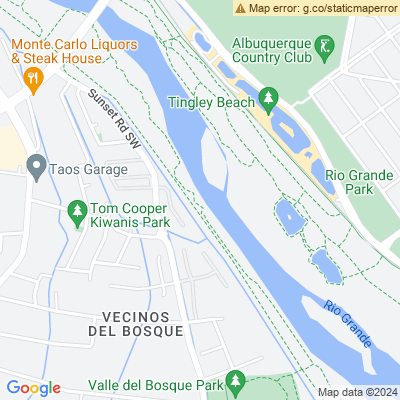 Map error: g.co/staticmaperror
Monte Carlo Liquors
& Steak House.
Albuquerque
Country Club
Sunset Rd SW
Tingley Beach
Taos Garage
Rio Grande
Park
Tom Cooper
Kiwanis Park
Rio Grande
VECINOS
DEL BOSQUE
Valle del Bosque Park
Google
Map data ©2024